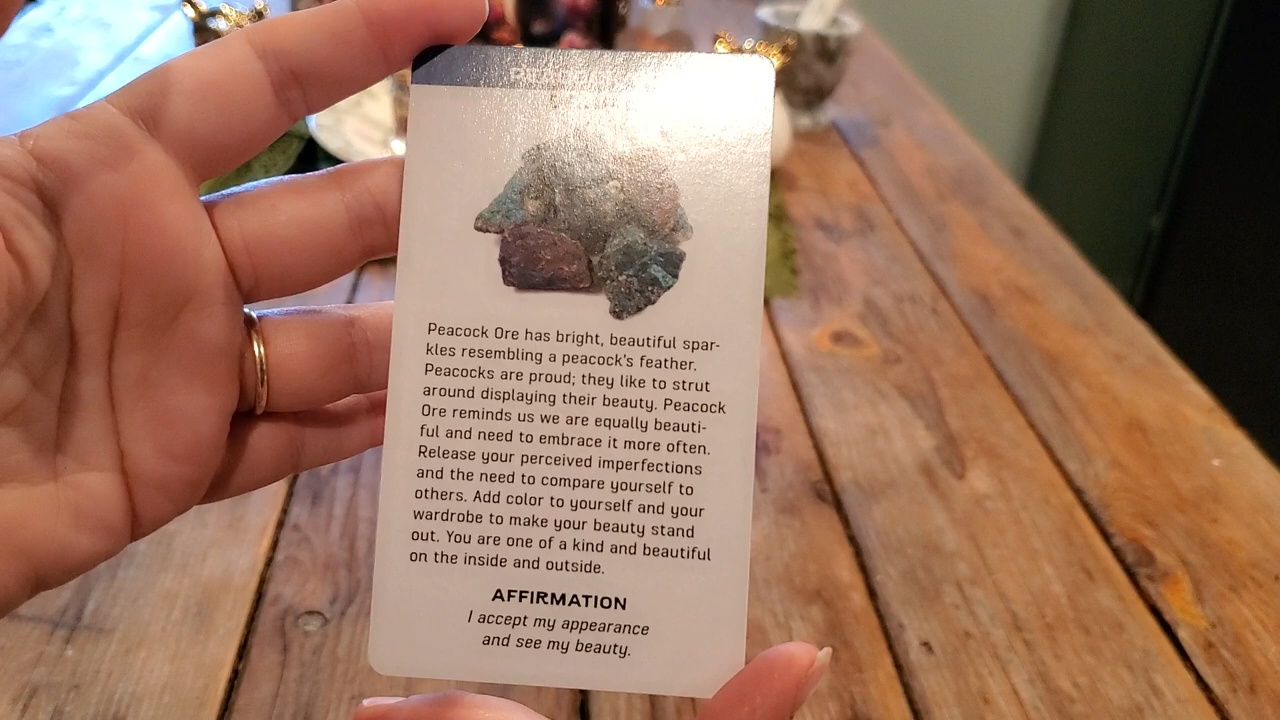 Peacock Ore has bright, beautiful spar-
kles resembling a peacock's feather.
Peacocks are proud; they like to strut
around displaying their beauty. Peacock
Ore reminds us we are equally beauti-
ful and need to embrace it more often.
Release your perceived imperfections
and the need to compare yourself to
others. Add color to yourself and your
wardrobe to make your beauty stand
out. You are one of a kind and beautiful
on the inside and outside.
AFFIRMATION
I accept my appearance
and see my beauty.